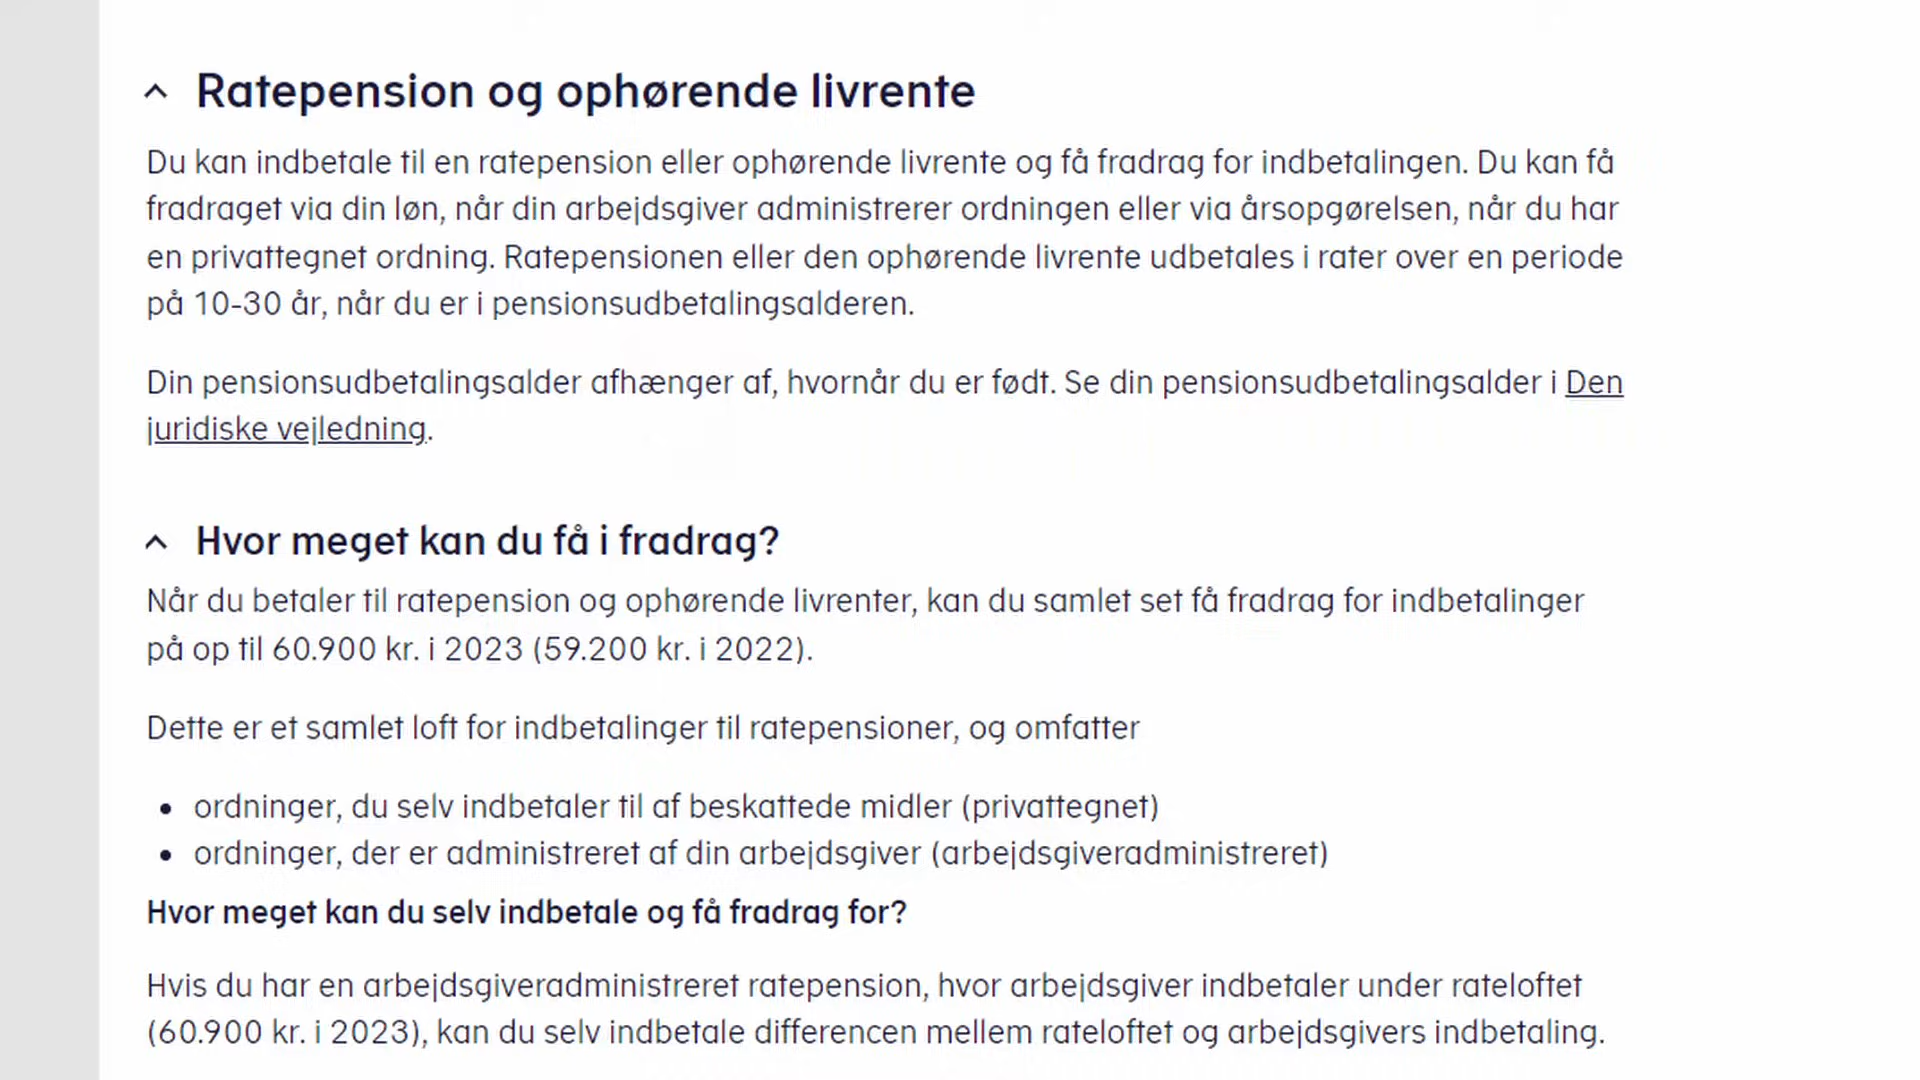 Ratepension og ophørende livrente
Du kan indbetale til en ratepension eller ophørende livrente og få fradrag for indbetalingen. Du kan få
fradraget via din løn, når din arbejdsgiver administrerer ordningen eller via årsopgørelsen, når du har
en privattegnet ordning. Ratepensionen eller den ophørende livrente udbetales i rater over en periode
på 10-30 år, når du er i pensionsudbetalingsalderen.
Din pensionsudbetalingsalder afhænger af, hvornår du er født. Se din pensionsudbetalingsalder i Den
juridiske vejledning.
Hvor meget kan du få i fradrag?
Når du betaler til ratepension og ophørende livrenter, kan du samlet set få fradrag for indbetalinger
på op til 60.900 kr. i 2023 (59.200 kr. i 2022).
Dette er et samlet loft for indbetalinger til ratepensioner, og omfatter
• ordninger, du selv indbetaler til af beskattede midler (privattegnet)
• ordninger, der er administreret af din arbejdsgiver (arbejdsgiveradministreret)
Hvor meget kan du selv indbetale og få fradrag for?
Hvis du har en arbejdsgiveradministreret ratepension, hvor arbejdsgiver indbetaler under rateloftet
(60.900 kr. i 2023), kan du selv indbetale differencen mellem rateloftet og arbejdsgivers indbetaling.